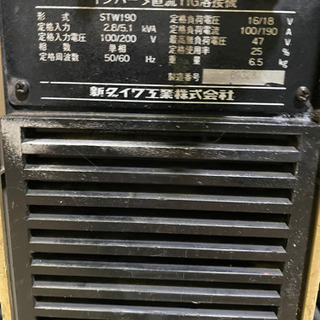 インバータ直流TIG溶接機
形式 STW190 定格負荷電圧 16/18 V
定格入力 2.8/5.1 kVA 定格負荷電流 100/190 A
定格入力電圧 100/200 V 最高無負荷電圧 47 V
相数 単相 定格使用率 25 %
定格周波数 50/60 Hz 重量 6.5 kg
製造番号
新ダイワ工業株式会社